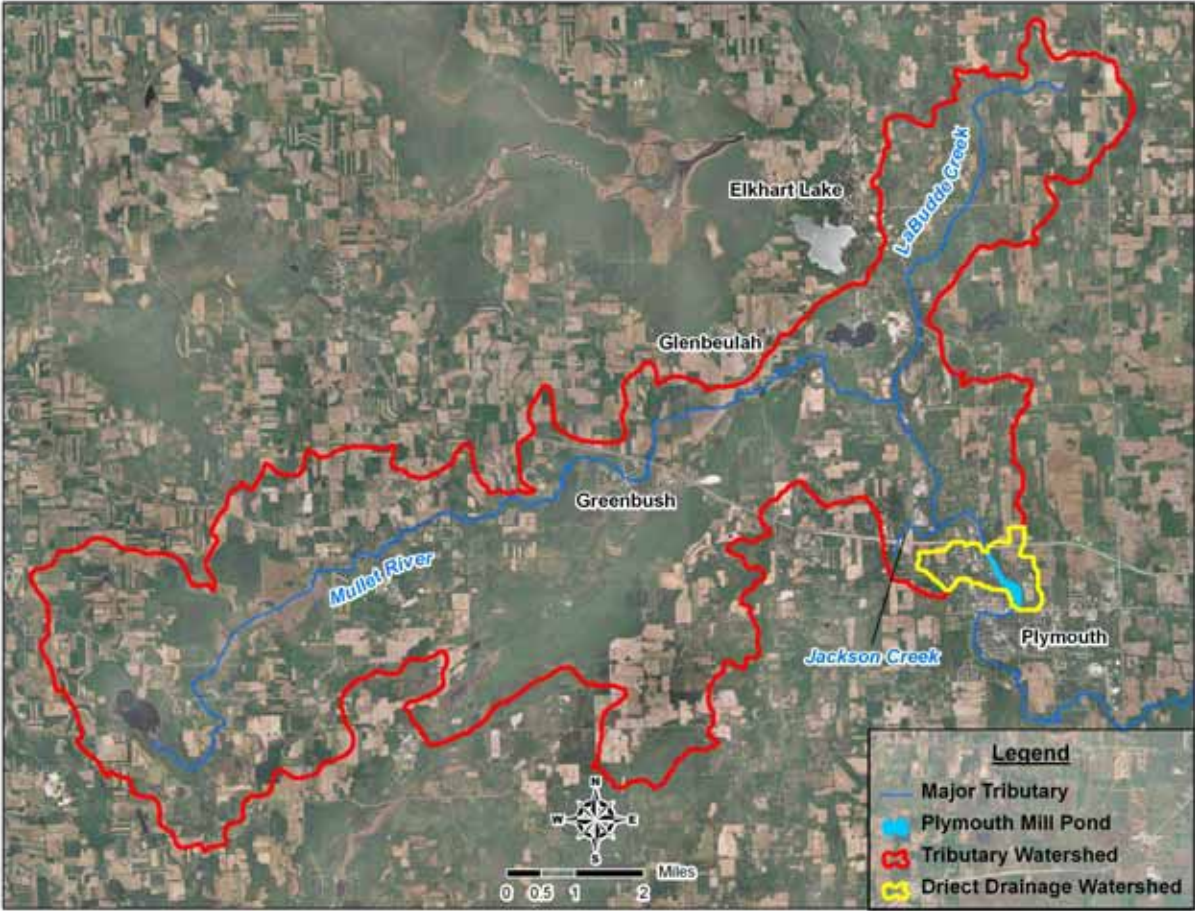 Elkhart Lake
LaBudde Creek
Glenbeulah
Greenbush
Mullet River
Jackson Creek
Plymouth
N
W E
S
0 0.5 1 2 Miles
Legend
Major Tributary
Plymouth Mill Pond
Tributary Watershed
Driect Drainage Watershed